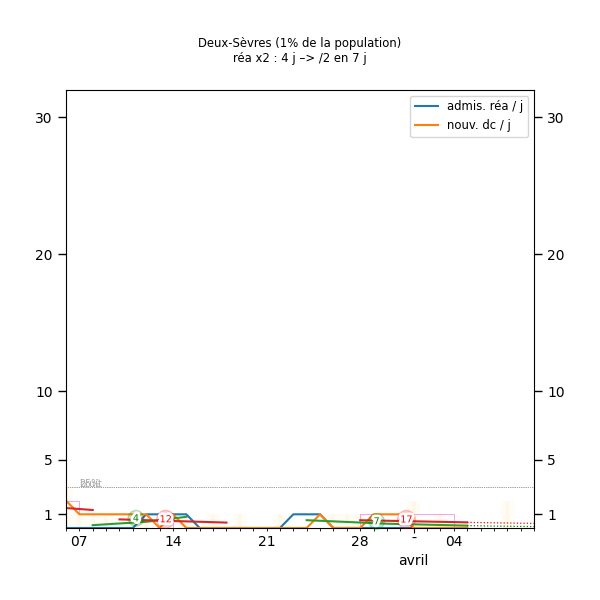 Deux-Sèvres (1% de la population)
réa x2 : 4 j –> /2 en 7 j
admis. réa / j
nouv. dc / j
30 30
20 20
10 10
5 5
1 1
4 12 7 17
07 14 21 28 - 04
avril